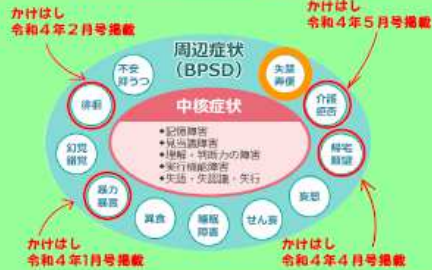 かけはし
令和４年２月号掲載
かけはし
令和４年５月号掲載
周辺症状
(BPSD)
不安
抑うつ
失禁
弄便
徘徊
介護
拒否
中核症状
◆記憶障害
◆見当識障害
◆理解・判断力の障害
◆実行機能障害
◆失語・失認識・失行
幻覚
錯覚
帰宅
願望
暴力
暴言
異食
睡眠
障害
せん妄
妄想
かけはし
令和４年1月号掲載
かけはし
令和４年４月号掲載